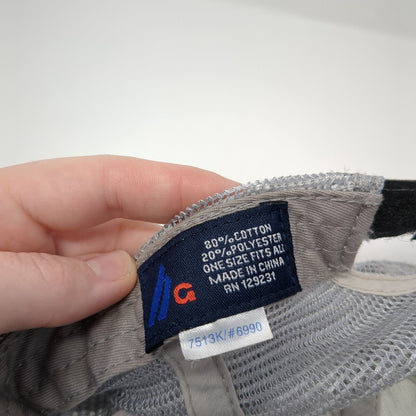 80% COTTON
20% POLYESTER
ONE SIZE FITS ALL
MADE IN CHINA
RN 129231
G
7513K/#6990